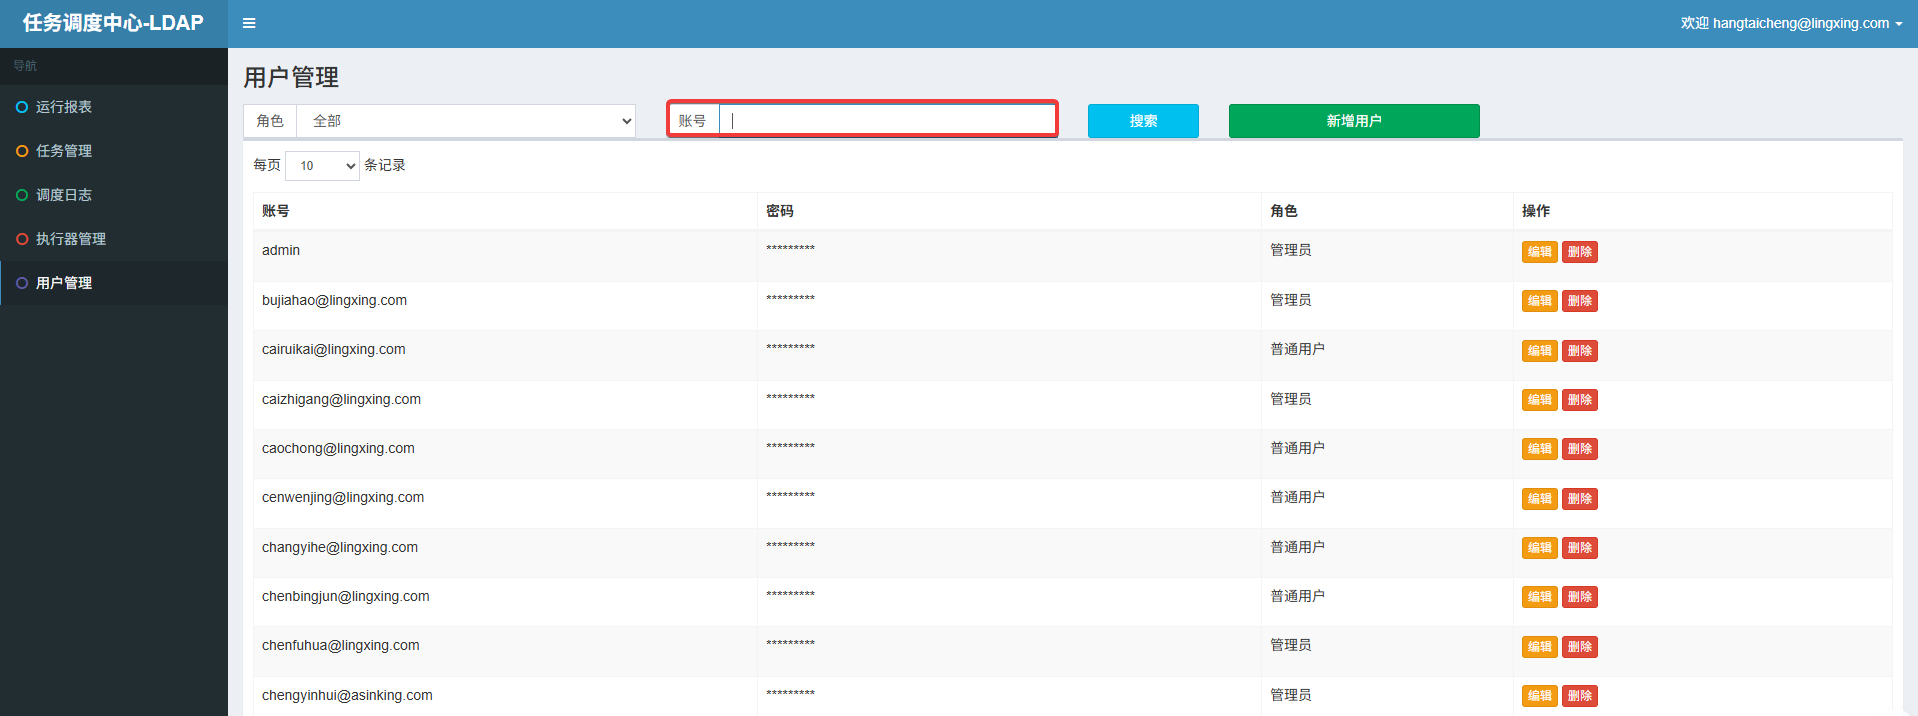 任务调度中心-LDAP
欢迎 hangtaicheng@lingxing.com
导航
运行报表
任务管理
调度日志
执行器管理
用户管理
用户管理
角色 全部 账号 搜索 新增用户
每页 10 条记录
账号 密码 角色 操作
admin ********* 管理员 编辑 删除
bujiahao@lingxing.com ********* 管理员 编辑 删除
cairuikai@lingxing.com ********* 普通用户 编辑 删除
caizhigang@lingxing.com ********* 管理员 编辑 删除
caochong@lingxing.com ********* 普通用户 编辑 删除
cenwenjing@lingxing.com ********* 普通用户 编辑 删除
changyihe@lingxing.com ********* 普通用户 编辑 删除
chenbingjun@lingxing.com ********* 普通用户 编辑 删除
chenfuhua@lingxing.com ********* 管理员 编辑 删除
chengyinhui@asinking.com ********* 管理员 编辑 删除